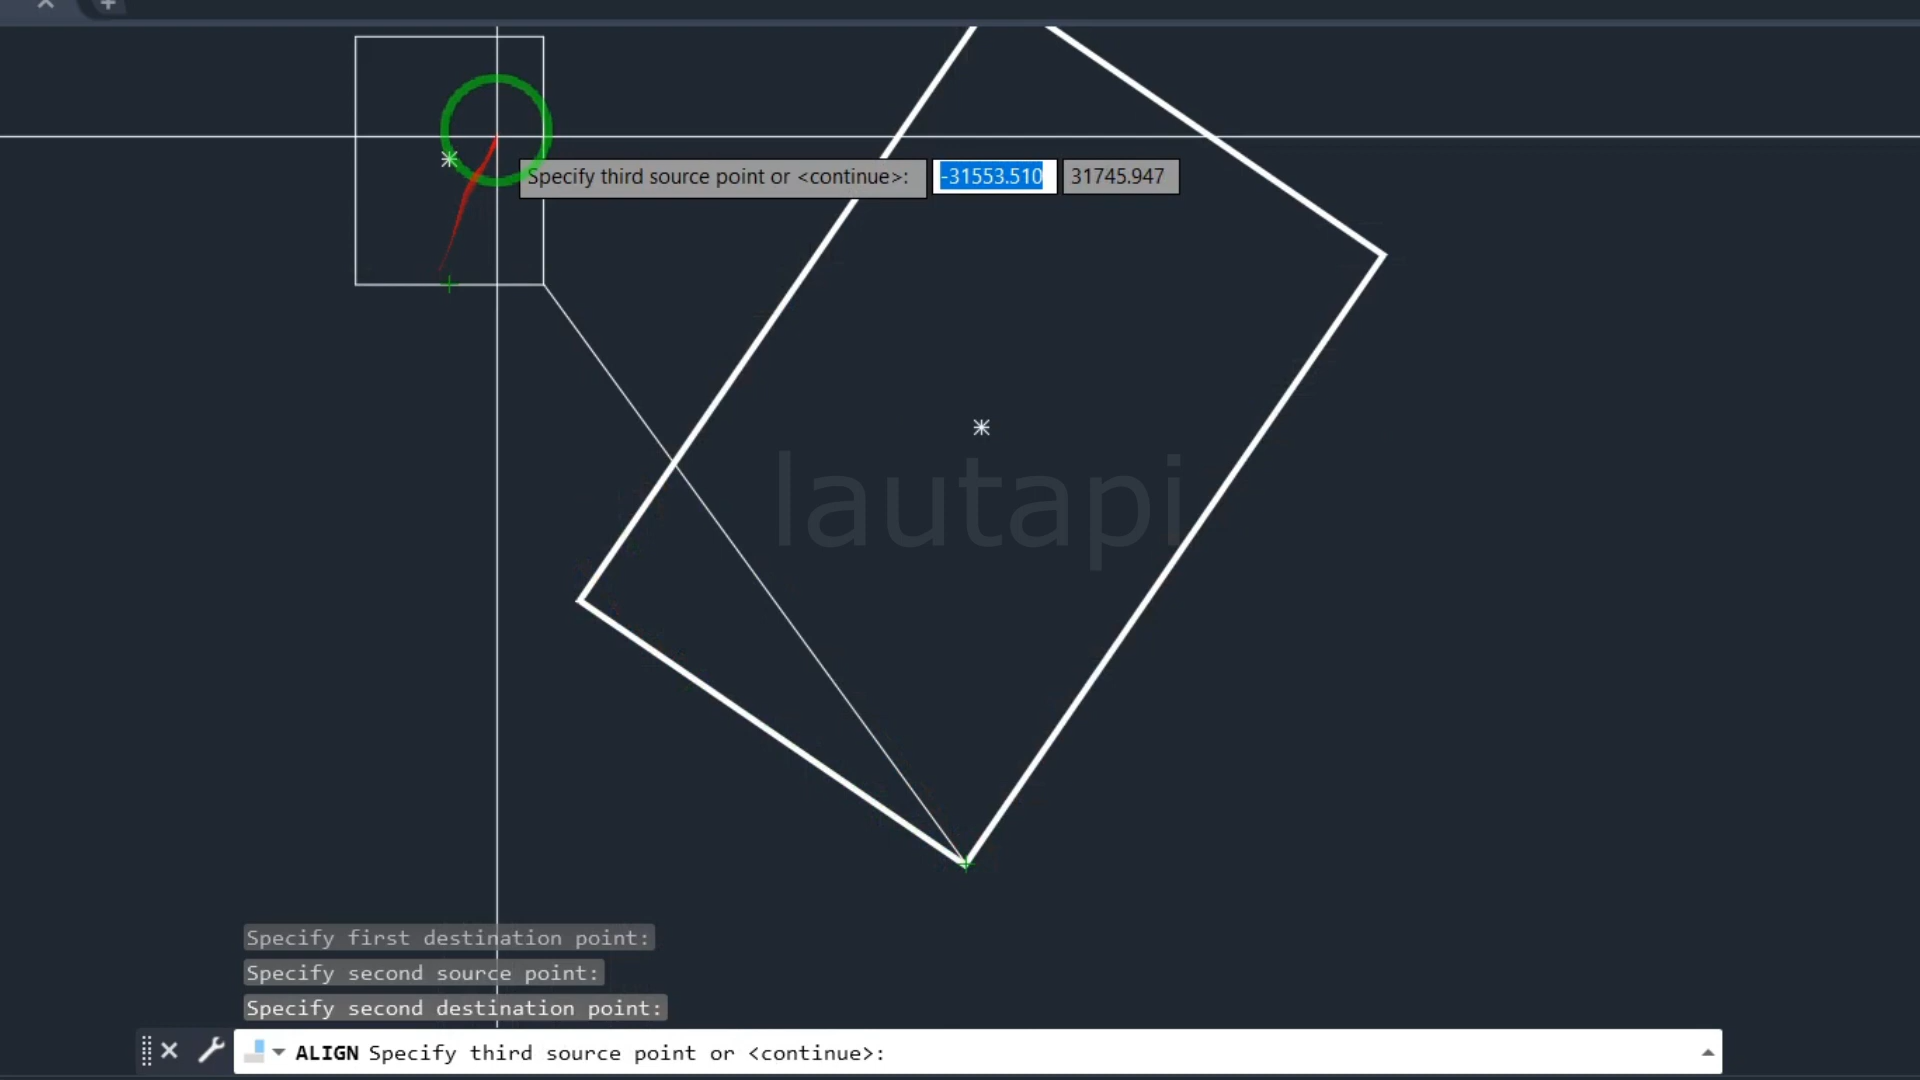 Specify third source point or <continue>: -31553.510 31745.947
lautapi
Specify first destination point:
Specify second source point:
Specify second destination point:
ALIGN Specify third source point or <continue>: